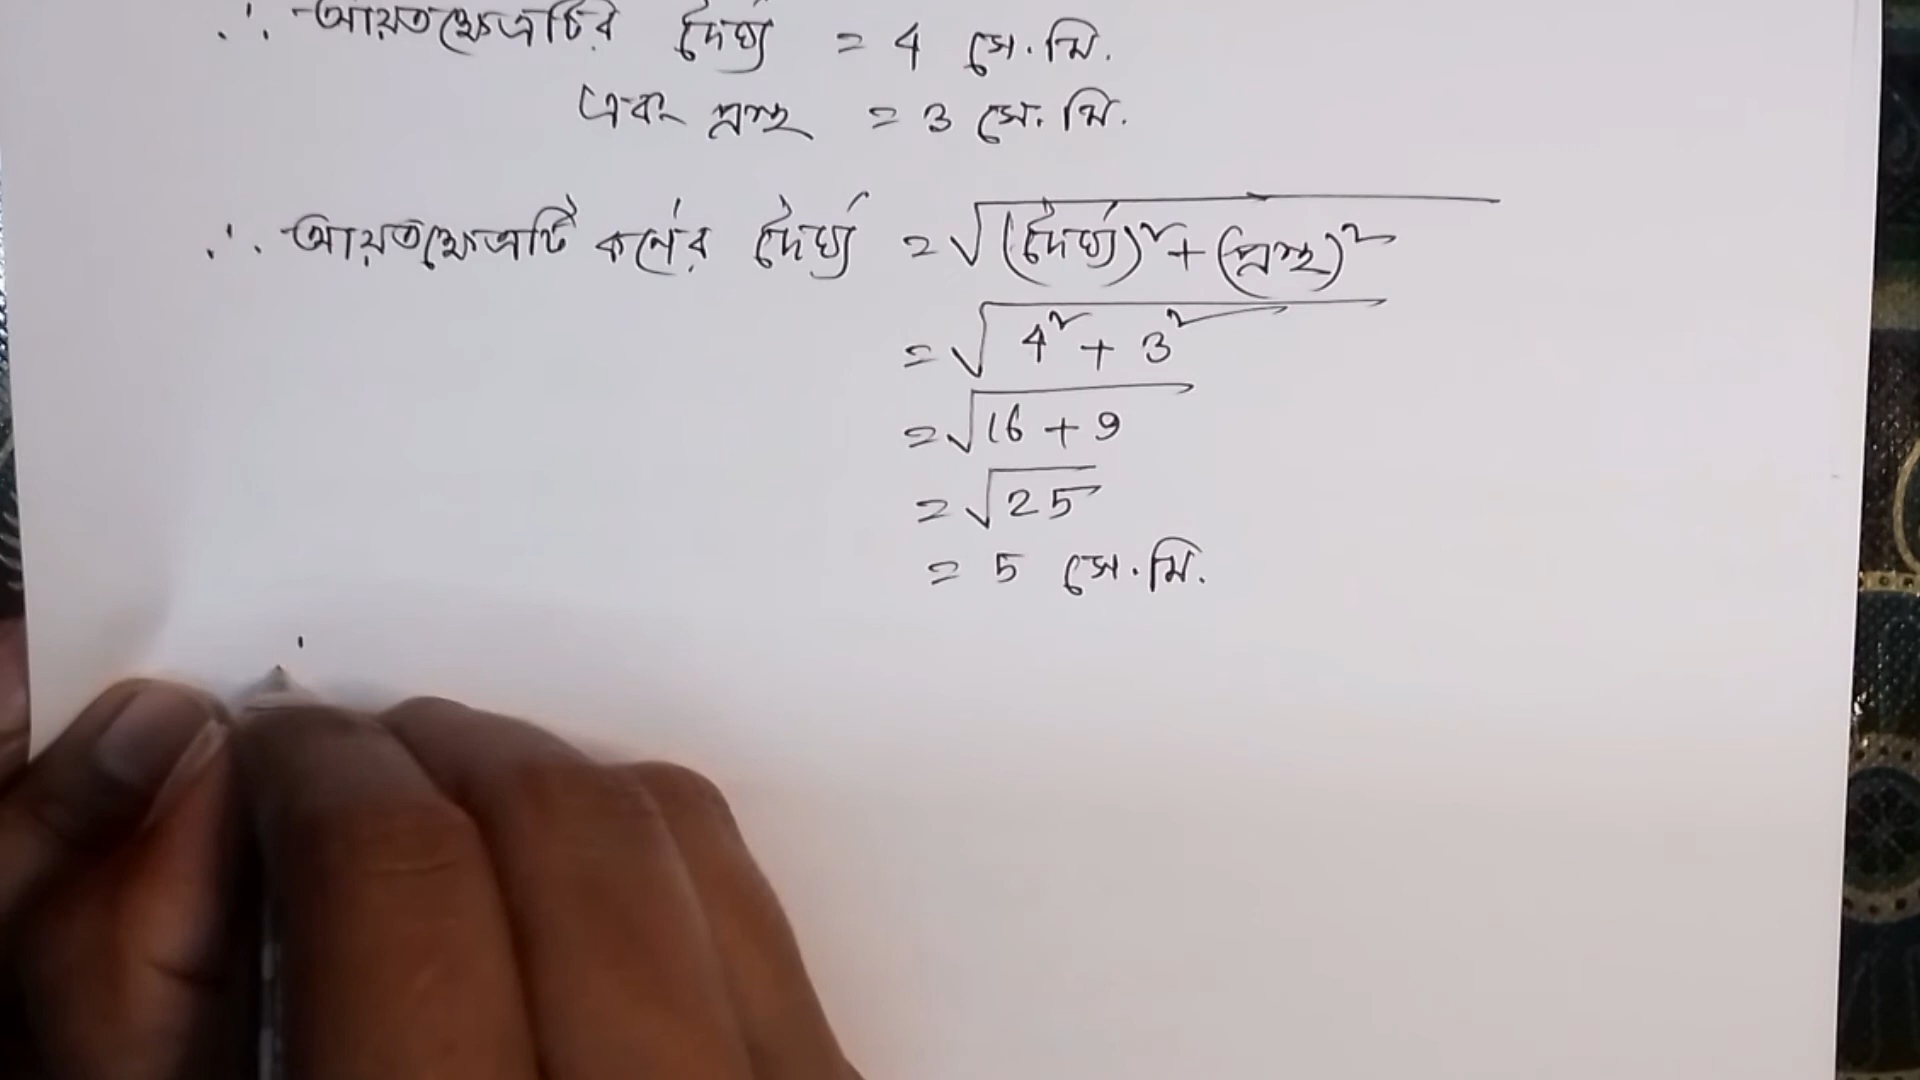 ∴ আয়তক্ষেত্রটির দৈর্ঘ্য = 4 সে.মি.
এবং প্রস্থ = 3 সে.মি.
∴ আয়তক্ষেত্রটি কর্ণের দৈর্ঘ্য = √(দৈর্ঘ্য)² + (প্রস্থ)²
= √4² + 3²
= √16 + 9
= √25
= 5 সে.মি.